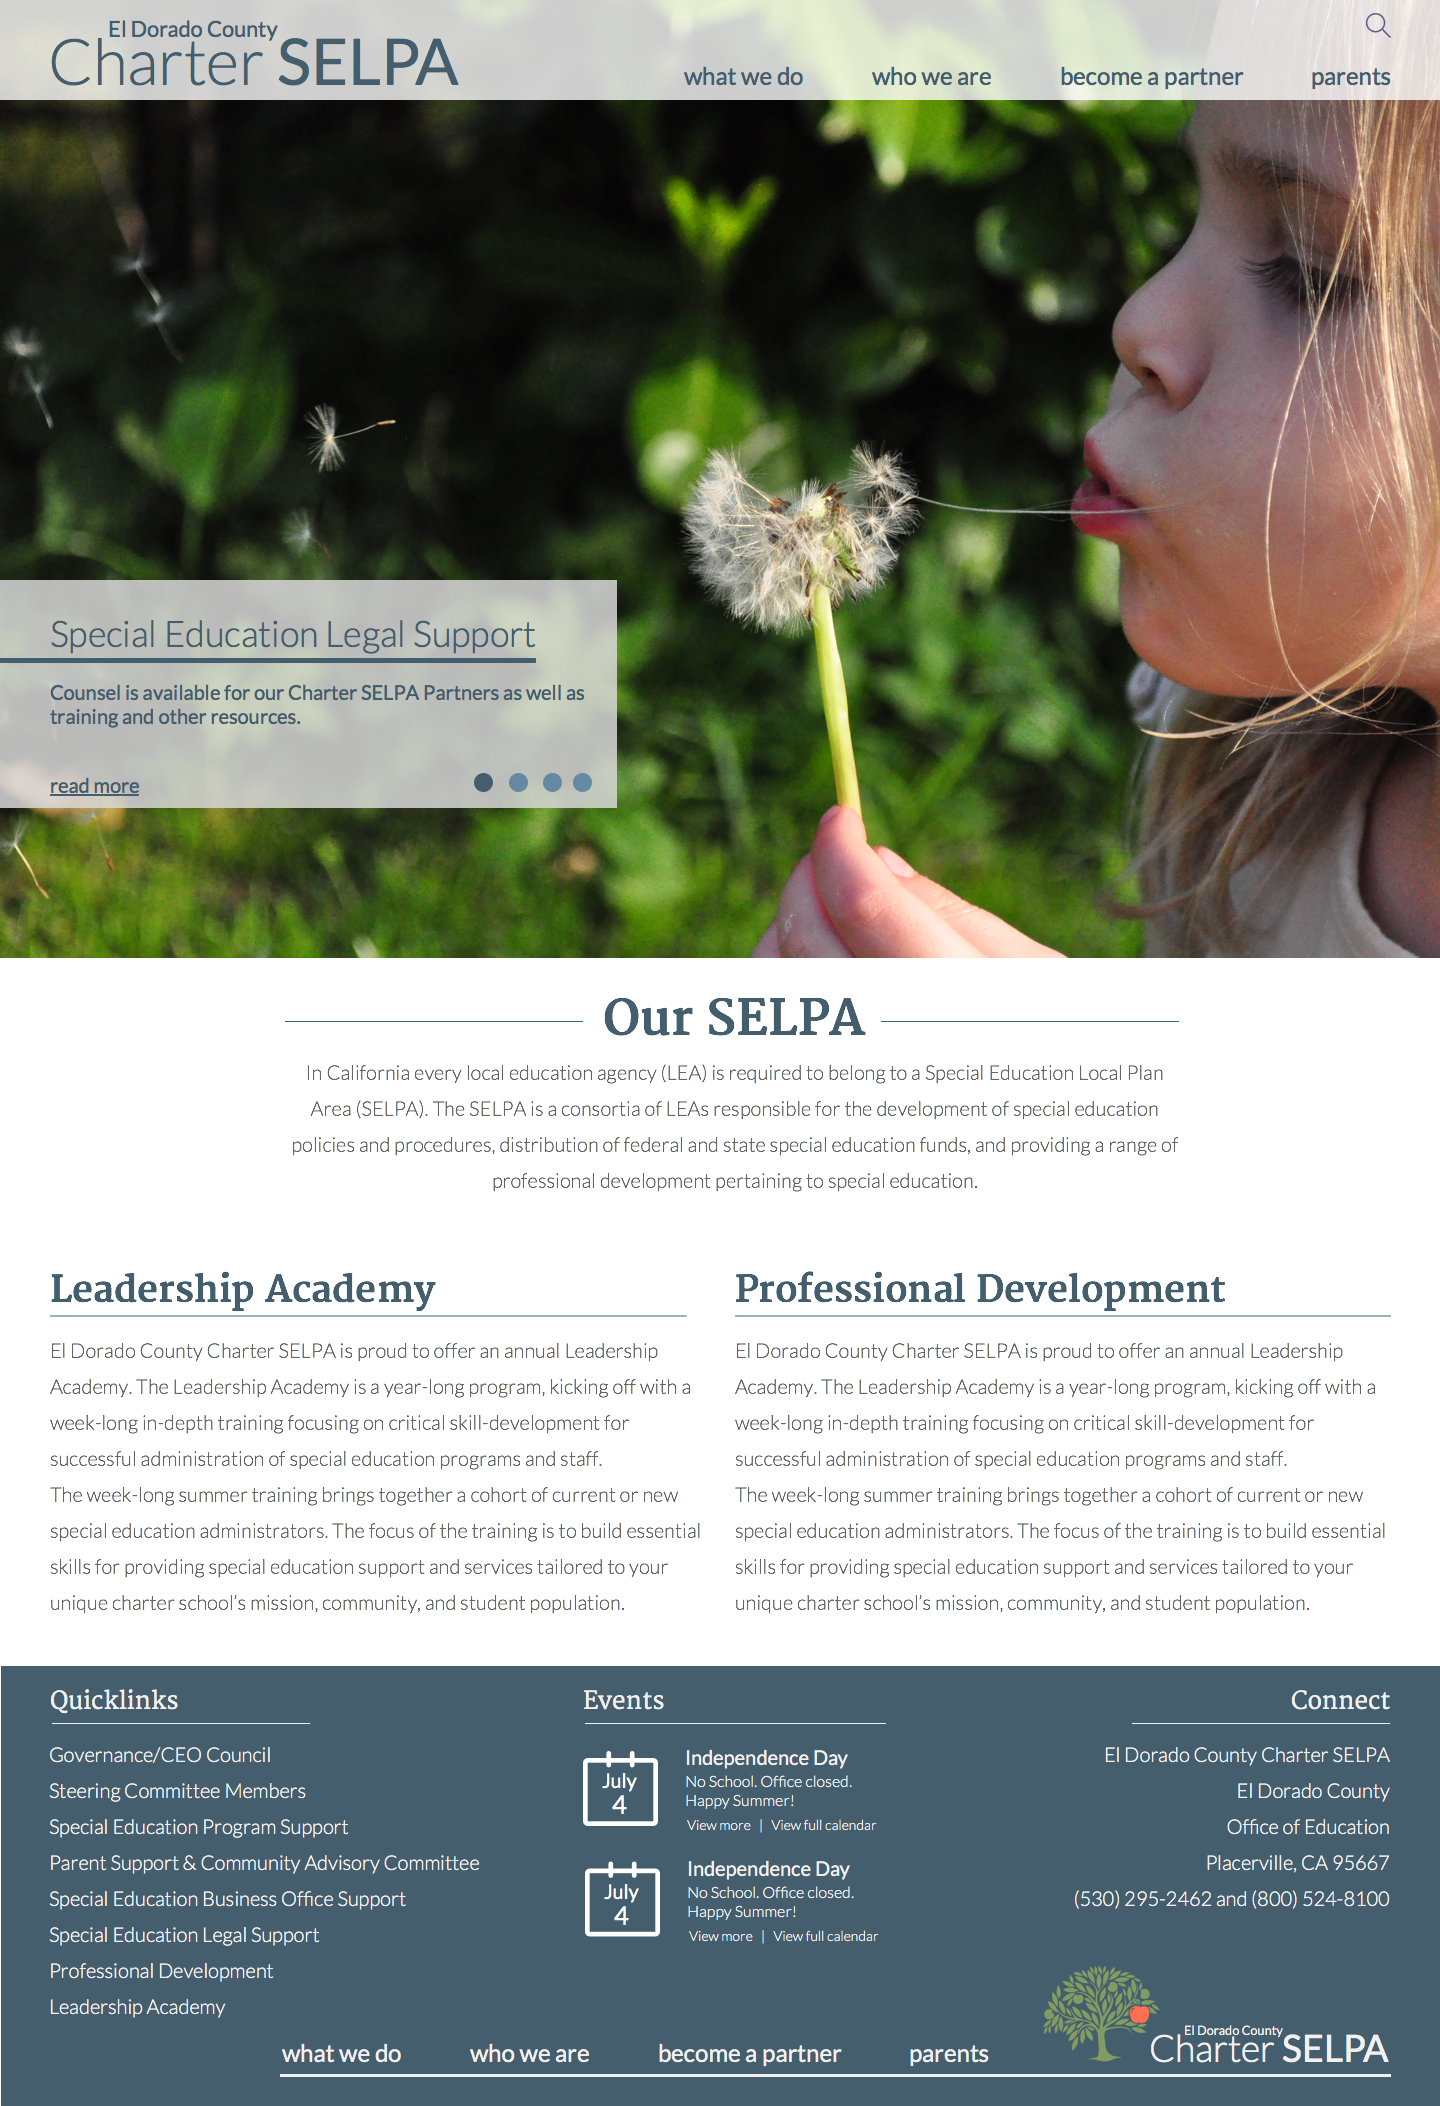 El Dorado County
Charter SELPA
what we do
who we are
become a partner
parents
Special Education Legal Support
Counsel is available for our Charter SELPA Partners as well as
training and other resources.
read more
Our SELPA
In California every local education agency (LEA) is required to belong to a Special Education Local Plan
Area (SELPA). The SELPA is a consortia of LEAs responsible for the development of special education
policies and procedures, distribution of federal and state special education funds, and providing a range of
professional development pertaining to special education.
Leadership Academy
El Dorado County Charter SELPA is proud to offer an annual Leadership
Academy. The Leadership Academy is a year-long program, kicking off with a
week-long in-depth training focusing on critical skill-development for
successful administration of special education programs and staff.
The week-long summer training brings together a cohort of current or new
special education administrators. The focus of the training is to build essential
skills for providing special education support and services tailored to your
unique charter school's mission, community, and student population.
Professional Development
El Dorado County Charter SELPA is proud to offer an annual Leadership
Academy. The Leadership Academy is a year-long program, kicking off with a
week-long in-depth training focusing on critical skill-development for
successful administration of special education programs and staff.
The week-long summer training brings together a cohort of current or new
special education administrators. The focus of the training is to build essential
skills for providing special education support and services tailored to your
unique charter school's mission, community, and student population.
Quicklinks
Governance/CEO Council
Steering Committee Members
Special Education Program Support
Parent Support & Community Advisory Committee
Special Education Business Office Support
Special Education Legal Support
Professional Development
Leadership Academy
Events
July
4
Independence Day
No School. Office closed.
Happy Summer!
View more | View full calendar
July
4
Independence Day
No School. Office closed.
Happy Summer!
View more | View full calendar
Connect
El Dorado County Charter SELPA
El Dorado County
Office of Education
Placerville, CA 95667
(530) 295-2462 and (800) 524-8100
what we do
who we are
become a partner
parents
El Dorado County
Charter SELPA